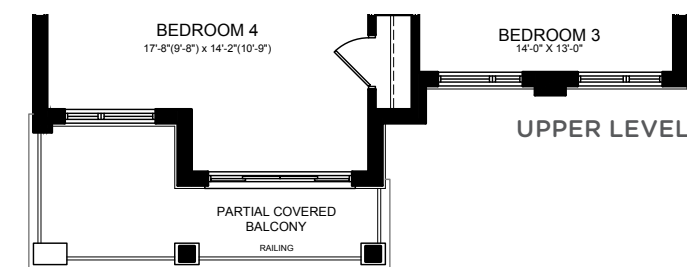 BEDROOM 4
17'-8"(9'-8") x 14'-2"(10'-9")
BEDROOM 3
14'-0" X 13'-0"
UPPER LEVEL
PARTIAL COVERED
BALCONY
RAILING